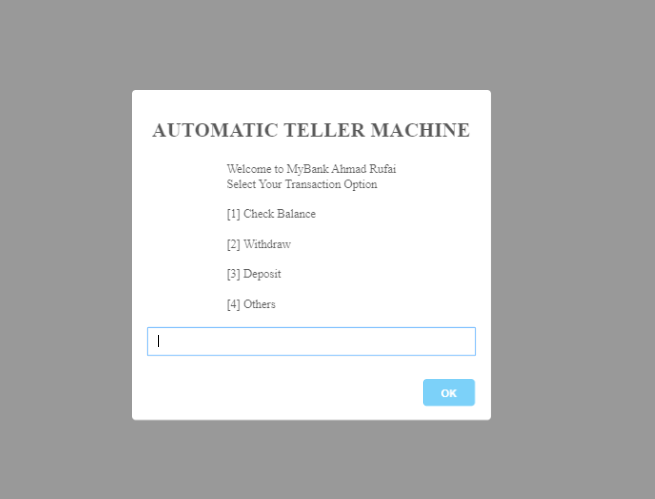 AUTOMATIC TELLER MACHINE
Welcome to MyBank Ahmad Rufai
Select Your Transaction Option
[1] Check Balance
[2] Withdraw
[3] Deposit
[4] Others
OK